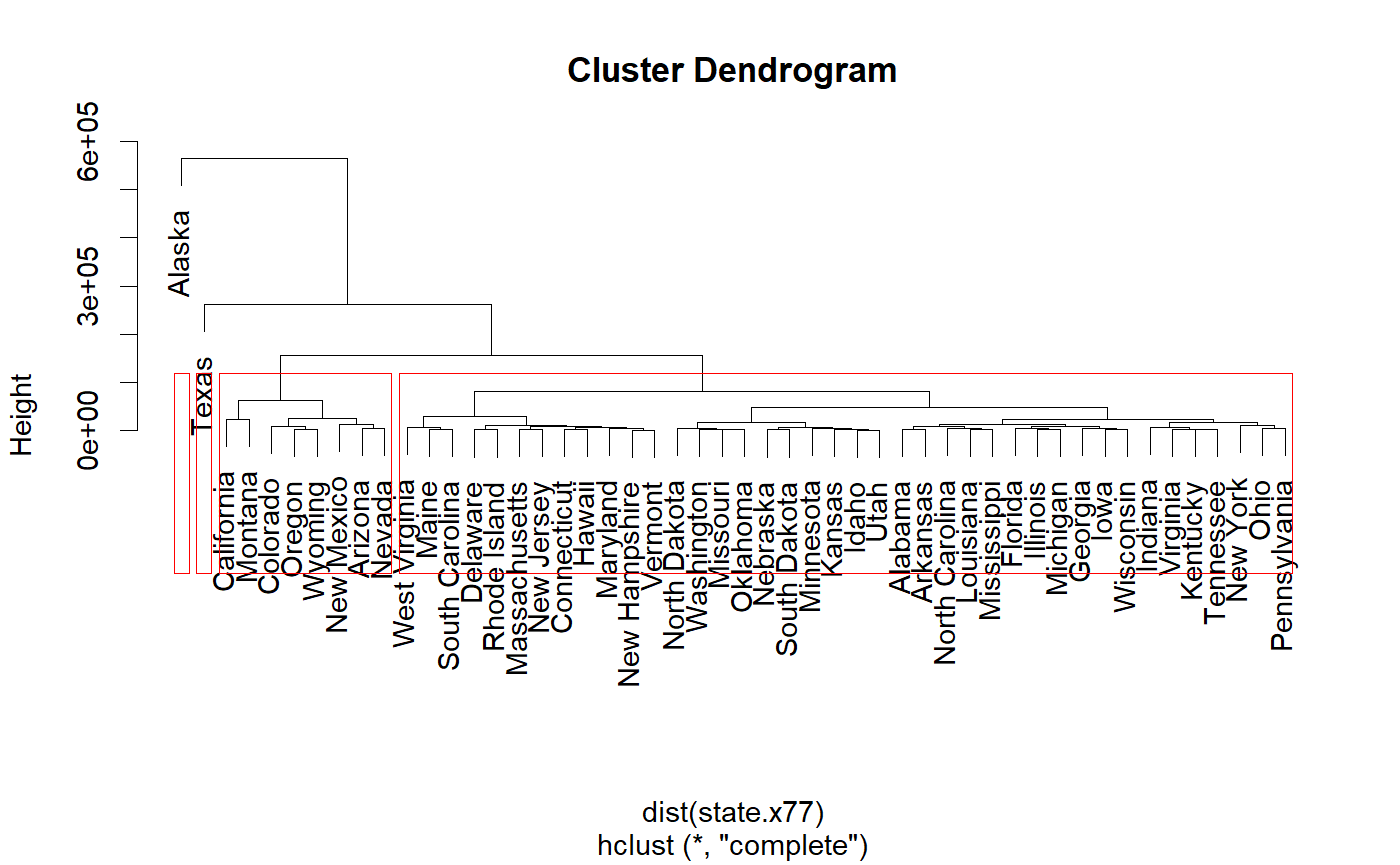 Cluster Dendrogram
Height
0e+00
3e+05
6e+05
Alaska
Texas
California
Montana
Colorado
Oregon
Wyoming
New Mexico
Arizona
Nevada
West Virginia
Maine
South Carolina
Delaware
Rhode Island
Massachusetts
New Jersey
Connecticut
Hawaii
Maryland
New Hampshire
Vermont
North Dakota
Washington
Missouri
Oklahoma
Nebraska
South Dakota
Minnesota
Kansas
Idaho
Utah
Alabama
Arkansas
North Carolina
Louisiana
Mississippi
Florida
Illinois
Michigan
Georgia
Iowa
Wisconsin
Indiana
Virginia
Kentucky
Tennessee
New York
Ohio
Pennsylvania
dist(state.x77)
hclust (*, "complete")